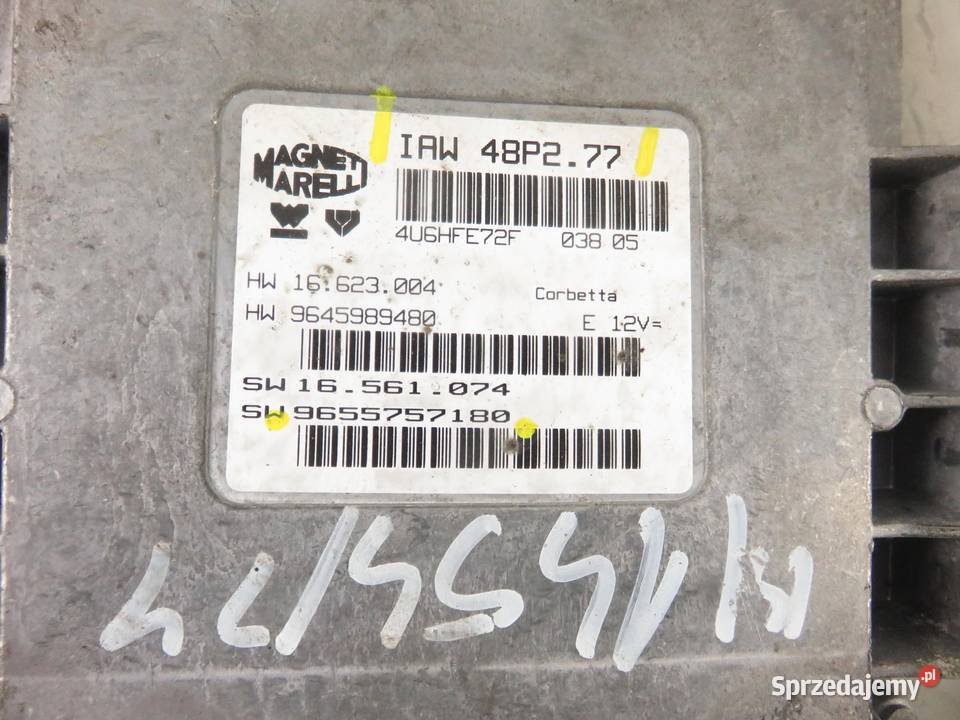 MAGNETI
MARELLI
IAW 48P2.77
4U6HFE72F 038 05
HW 16.623.004
Corbetta
HW 9645989480
E 12V=
SW 16.561.074
SW 9655757180
Sprzedajemy.pl